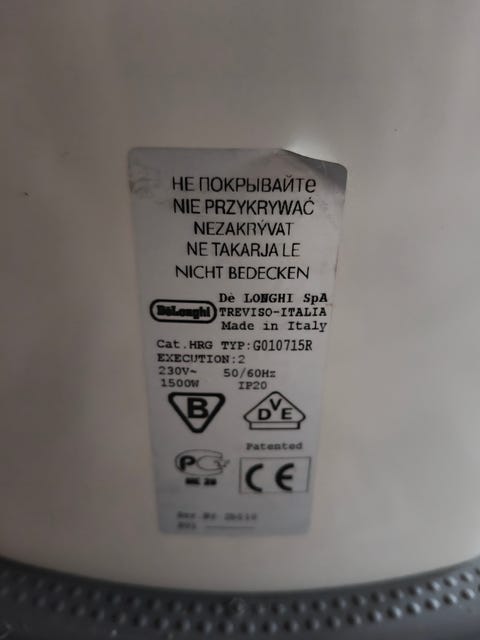 НЕ ПОКРЫВАЙТе
NIE PRZYKRYWAĆ
NEZAKRÝVAT
NE TAKARJA LE
NICHT BEDECKEN
DeLonghi
Dè LONGHI SpA
TREVISO-ITALIA
Made in Italy
Cat.HRG TYP:G010715R
EXECUTION:2
230V~ 50/60Hz
1500W IP20
B
DVE
Patented
CE